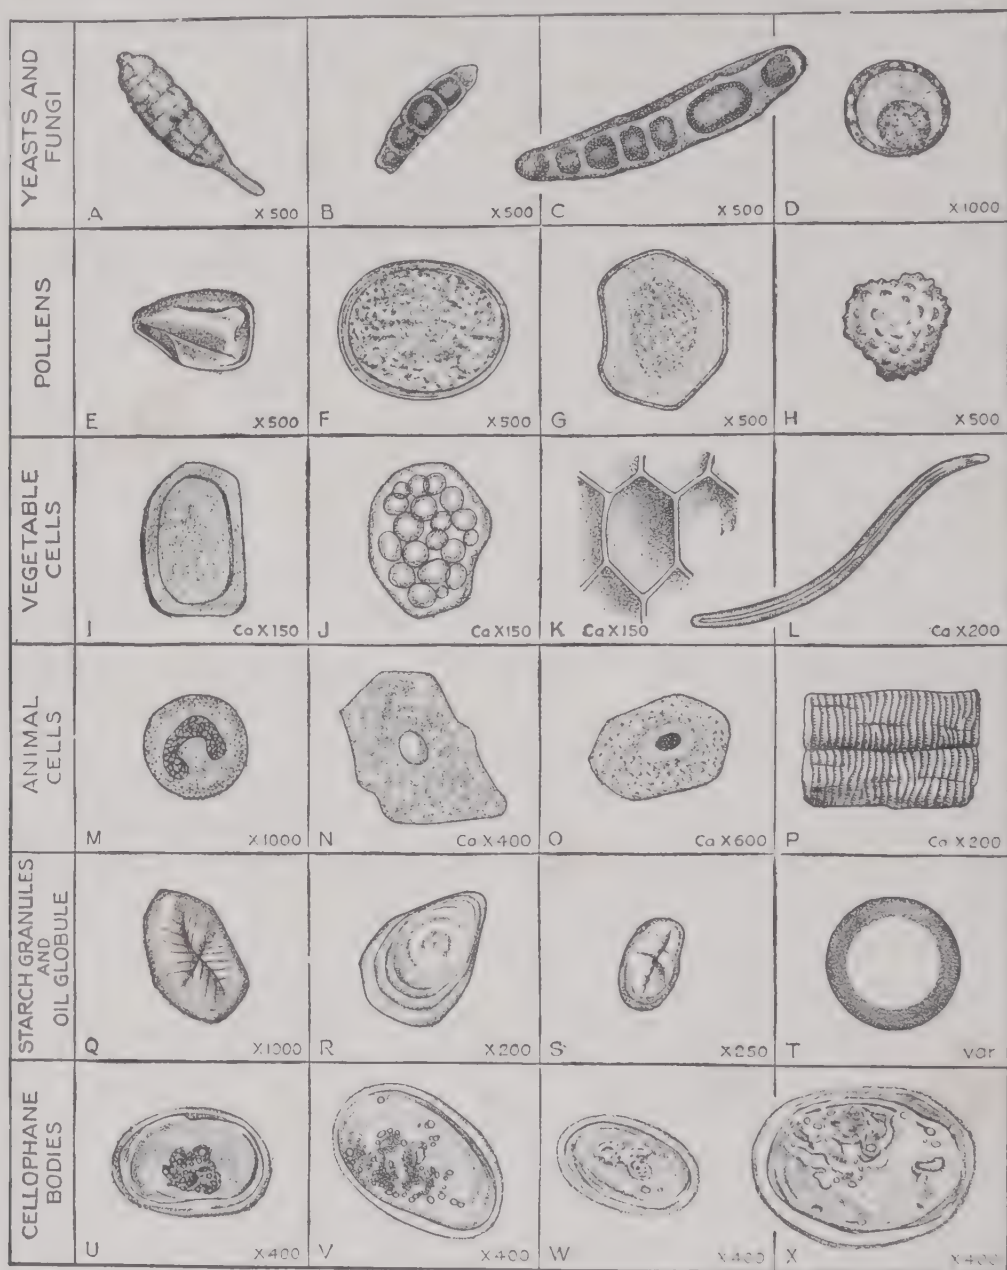 YEASTS AND
FUNGI
A X500
B X500
C X500
D X1000
POLLENS
E X500
F X500
G X500
H X500
VEGETABLE
CELLS
I Ca X150
J Ca X150
K Ca X150
L Ca X200
ANIMAL
CELLS
M X1000
N Ca X400
O Ca X600
P Ca X200
STARCH GRANULES
AND
OIL GLOBULE
Q X1000
R X200
S X250
T var
CELLOPHANE
BODIES
U X400
V X400
W X400
X X400